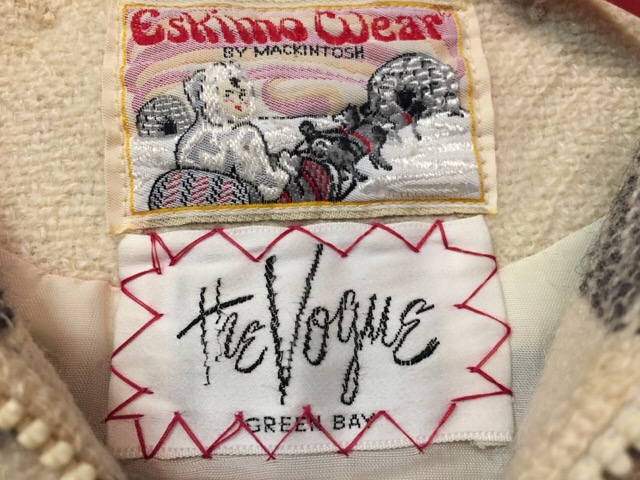 Eskimo Wear
BY MACKINTOSH
the Vogue
GREEN BAY